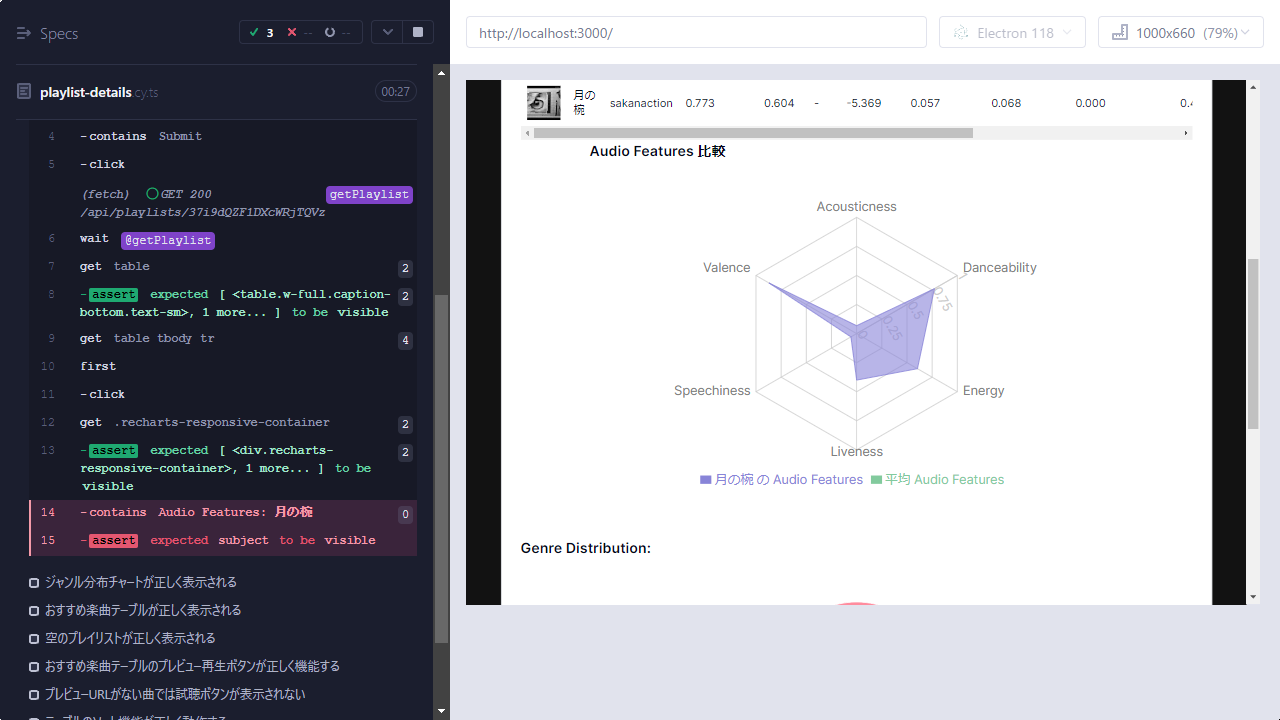 Specs
3
--
--
playlist-details.cy.ts
00:27
4 -contains Submit
5 -click
(fetch) GET 200 /api/playlists/37i9dQZF1DXcWRjTQVz getPlaylist
6 wait @getPlaylist
7 get table 2
8 -assert expected [ <table.w-full.caption-bottom.text-sm>, 1 more... ] to be visible 2
9 get table tbody tr 4
10 first
11 -click
12 get .recharts-responsive-container 2
13 -assert expected [ <div.recharts-responsive-container>, 1 more... ] to be visible 2
14 -contains Audio Features: 月の椀 0
15 -assert expected subject to be visible
ジャンル分布チャートが正しく表示される
おすすめ楽曲テーブルが正しく表示される
空のプレイリストが正しく表示される
おすすめ楽曲テーブルのプレビュー再生ボタンが正しく機能する
プレビューURLがない曲では試聴ボタンが表示されない
http://localhost:3000/
Electron 118
1000x660 (79%)
月の椀 sakanaction 0.773 0.604 - -5.369 0.057 0.068 0.000
Audio Features 比較
Acousticness
Valence
Danceability
0.75
0.5
0.25
0
Speechiness
Energy
Liveness
月の椀 の Audio Features
平均 Audio Features
Genre Distribution: